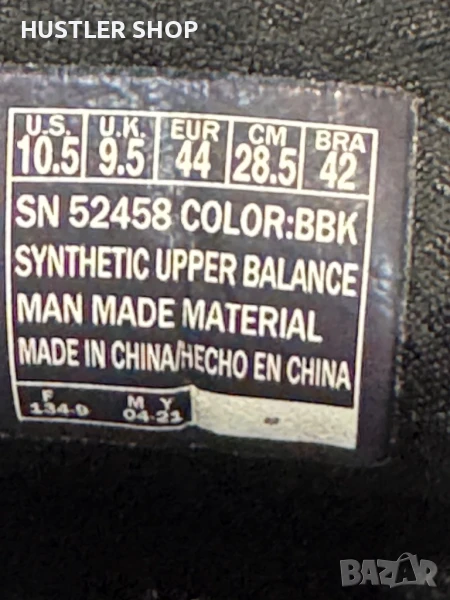 HUSTLER SHOP
U.S. U.K. EUR CM BRA
10.5 9.5 44 28.5 42
SN 52458 COLOR:BBK
SYNTHETIC UPPER BALANCE
MAN MADE MATERIAL
MADE IN CHINA/HECHO EN CHINA
F M Y
134-9 04-21
BAZAR
bg